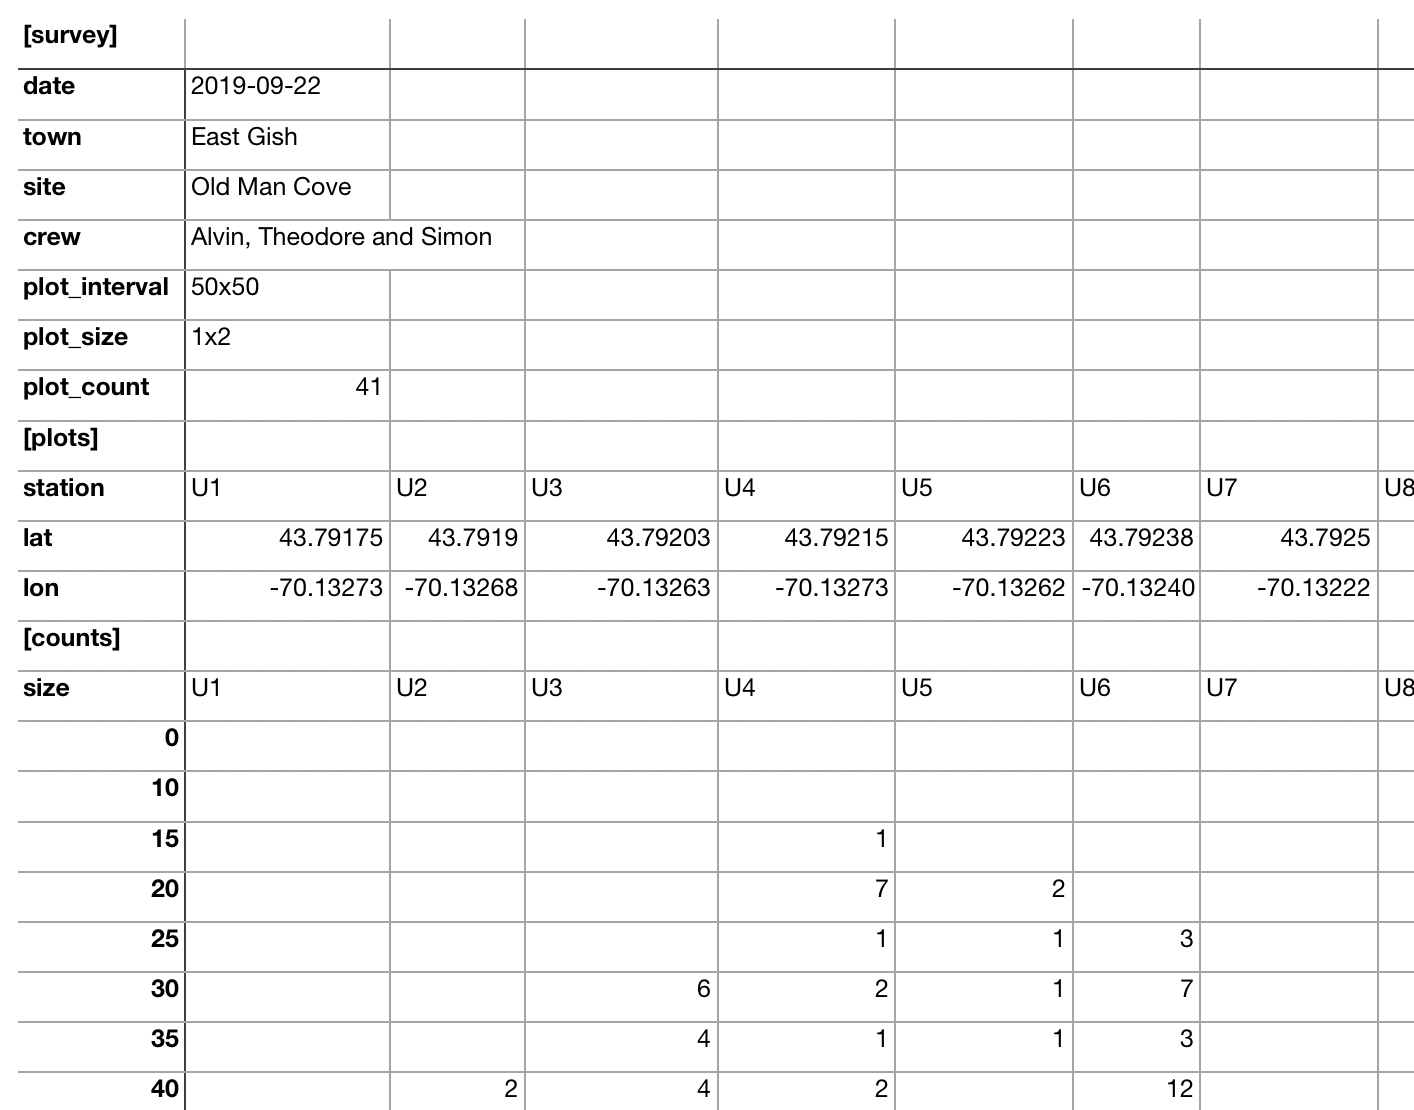 [survey]
date 2019-09-22
town East Gish
site Old Man Cove
crew Alvin, Theodore and Simon
plot_interval 50x50
plot_size 1x2
plot_count 41
[plots]
station U1 U2 U3 U4 U5 U6 U7 U8
lat 43.79175 43.7919 43.79203 43.79215 43.79223 43.79238 43.7925
lon -70.13273 -70.13268 -70.13263 -70.13273 -70.13262 -70.13240 -70.13222
[counts]
size U1 U2 U3 U4 U5 U6 U7 U8
0
10
15 1
20 7 2
25 1 1 3
30 6 2 1 7
35 4 1 1 3
40 2 4 2 12